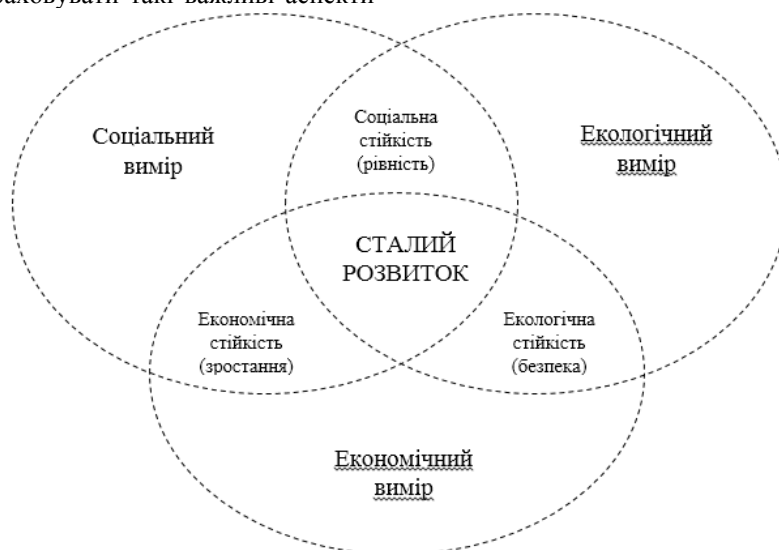 такі важливі аспекти
Соціальний
вимір
Соціальна
стійкість
(рівність)
Екологічний
вимір
СТАЛИЙ
РОЗВИТОК
Економічна
стійкість
(зростання)
Екологічна
стійкість
(безпека)
Економічний
вимір